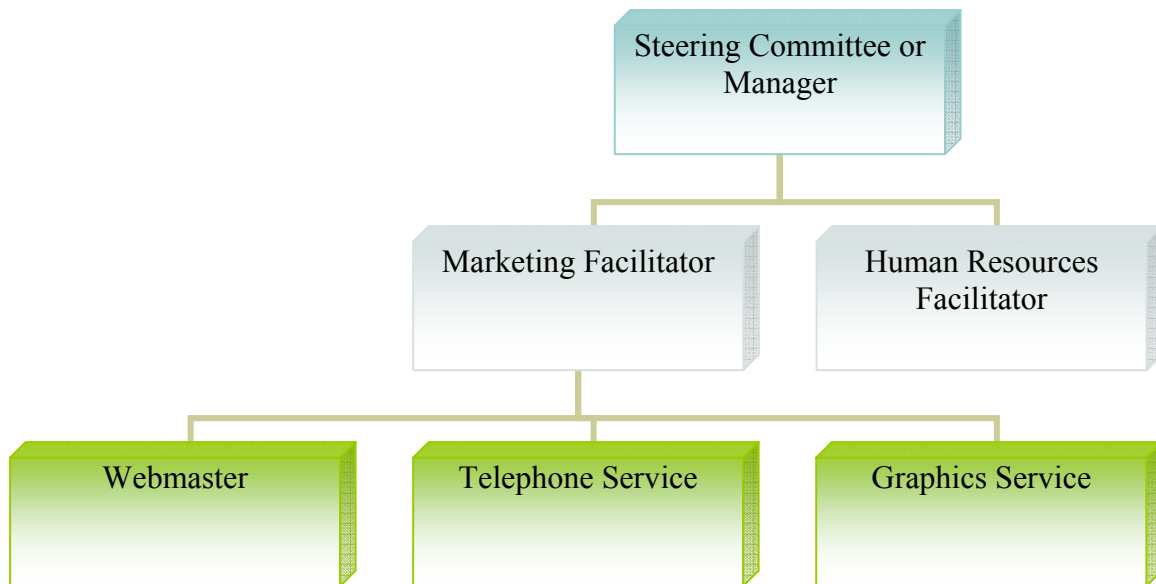 Steering Committee or
Manager
Marketing Facilitator
Human Resources
Facilitator
Webmaster
Telephone Service
Graphics Service